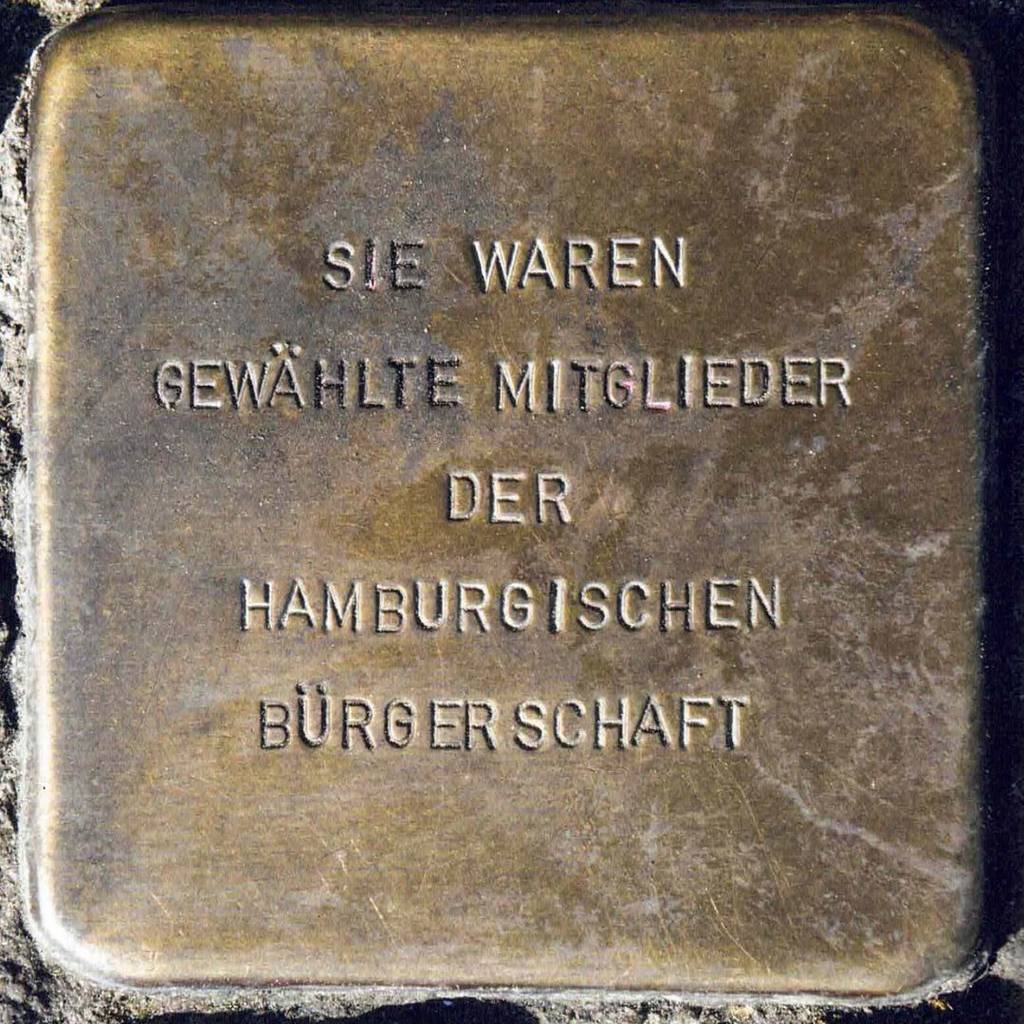 SIE WAREN
GEWÄHLTE MITGLIEDER
DER
HAMBURGISCHEN
BÜRGERSCHAFT